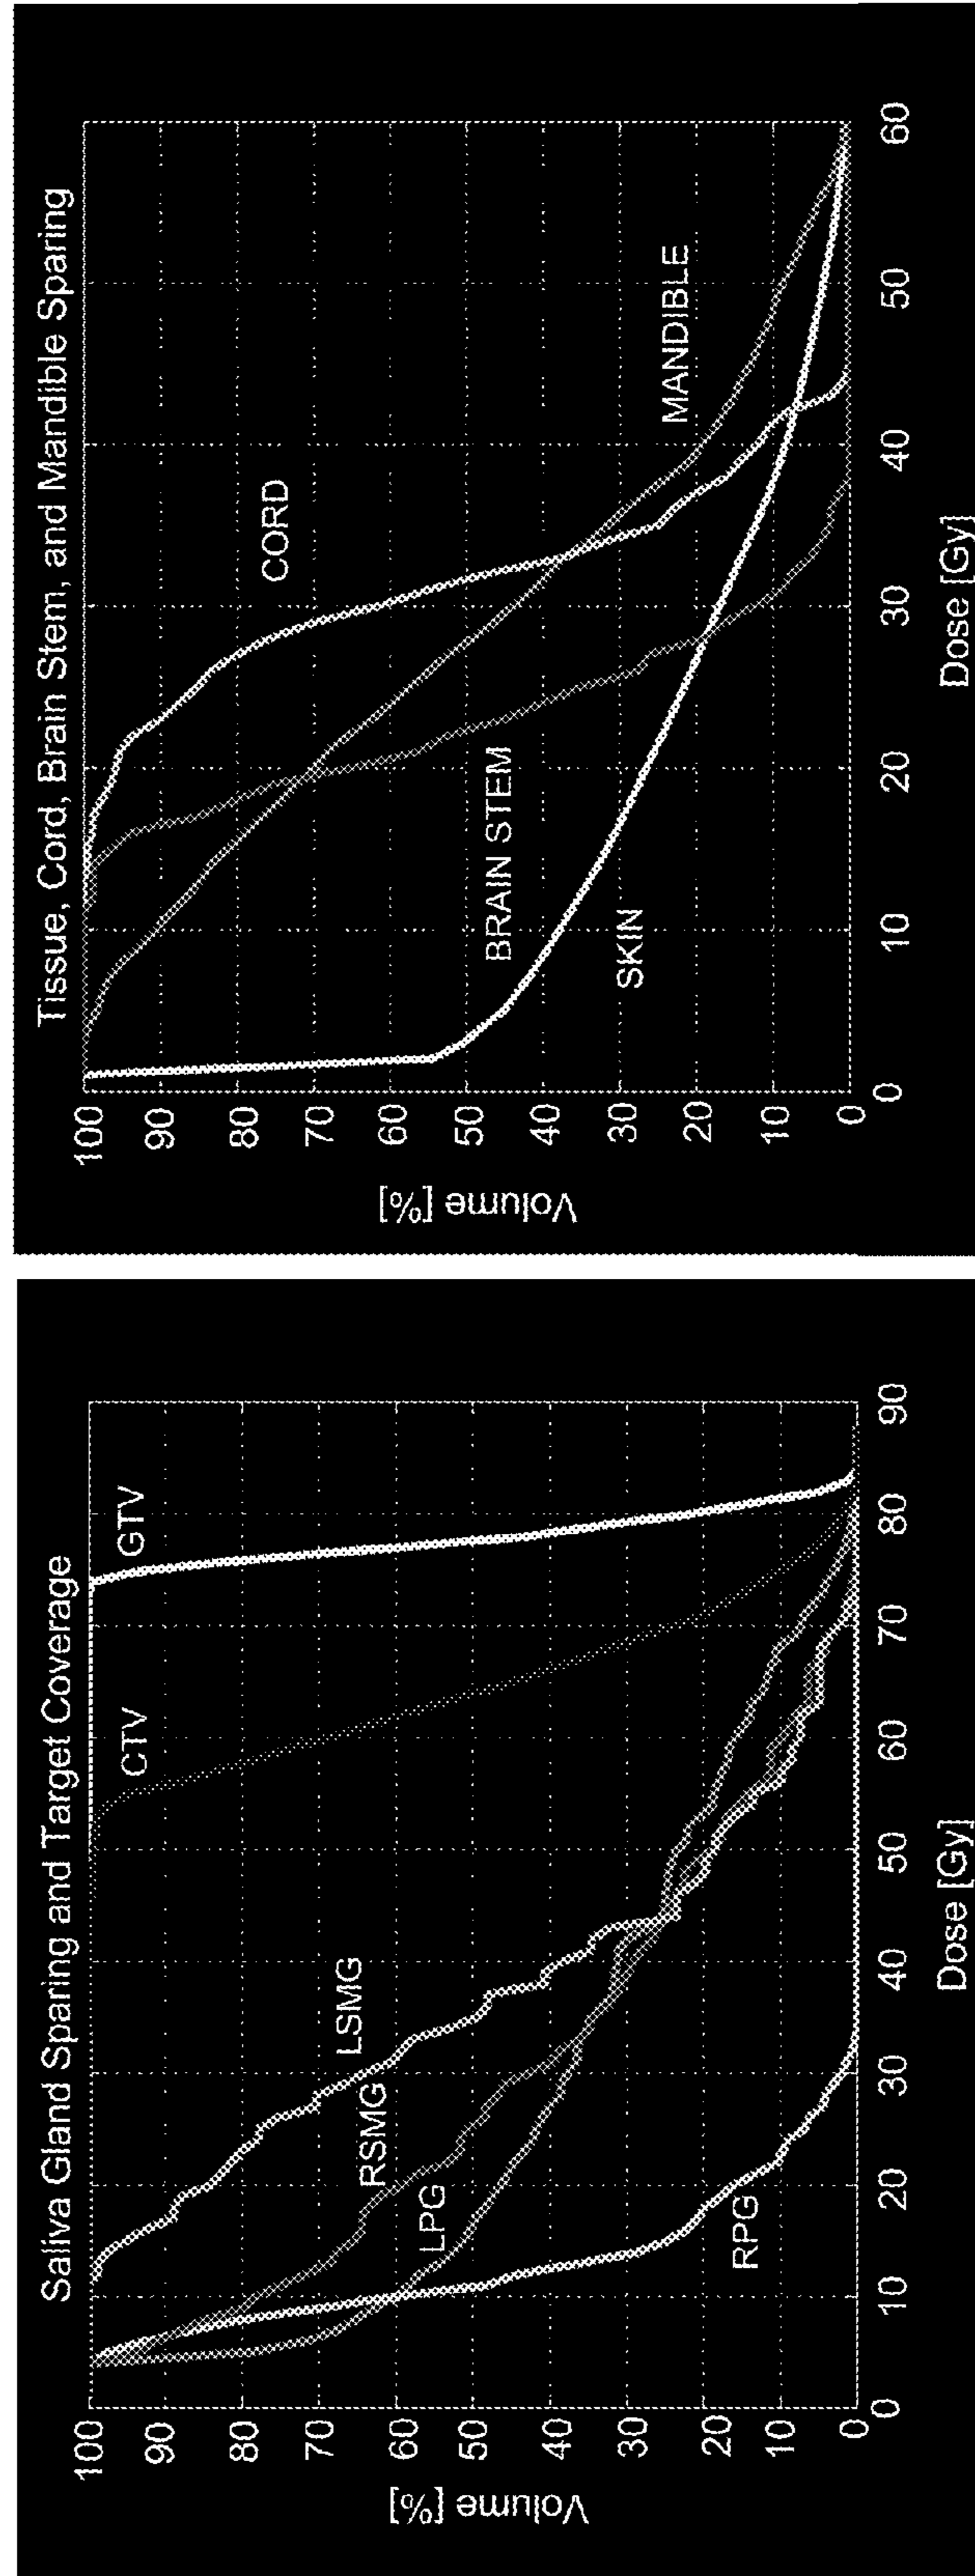 Saliva Gland Sparing and Target Coverage
Volume [%]
100
90
80
70
60
50
40
30
20
10
0
0
10
20
30
40
50
60
70
80
90
Dose [Gy]
CTV
GTV
LSMG
RSMG
LPG
RPG
Tissue, Cord, Brain Stem, and Mandible Sparing
Volume [%]
100
90
80
70
60
50
40
30
20
10
0
0
10
20
30
40
50
60
Dose [Gy]
CORD
MANDIBLE
BRAIN STEM
SKIN